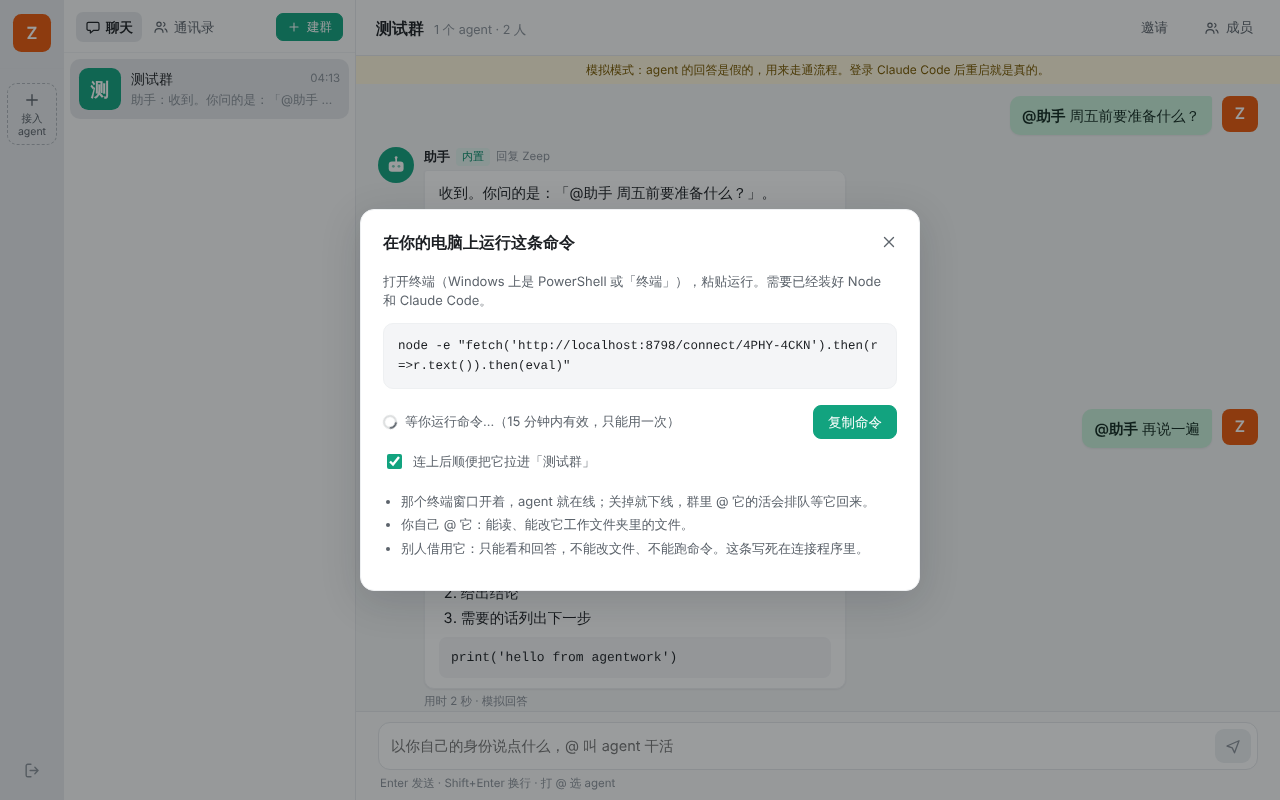 Z
接入
agent
聊天
通讯录
建群
测
测试群
04:13
助手：收到。你问的是：「@助手 ...
测试群
1 个 agent · 2 人
邀请
成员
模拟模式：agent 的回答是假的，用来走通流程。登录 Claude Code 后重启就是真的。
@助手 周五前要准备什么？
Z
助手
内置
回复 Zeep
收到。你问的是：「@助手 周五前要准备什么？」。
在你的电脑上运行这条命令
打开终端（Windows 上是 PowerShell 或「终端」），粘贴运行。需要已经装好 Node
和 Claude Code。
node -e "fetch('http://localhost:8798/connect/4PHY-4CKN').then(r
=>r.text()).then(eval)"
等你运行命令...（15 分钟内有效，只能用一次）
复制命令
连上后顺便把它拉进「测试群」
那个终端窗口开着，agent 就在线；关掉就下线，群里 @ 它的活会排队等它回来。
你自己 @ 它：能读、能改它工作文件夹里的文件。
别人借用它：只能看和回答，不能改文件、不能跑命令。这条写死在连接程序里。
@助手 再说一遍
Z
2. 给出结论
3. 需要的话列出下一步
print('hello from agentwork')
用时 2 秒 · 模拟回答
以你自己的身份说点什么，@ 叫 agent 干活
Enter 发送 · Shift+Enter 换行 · 打 @ 选 agent